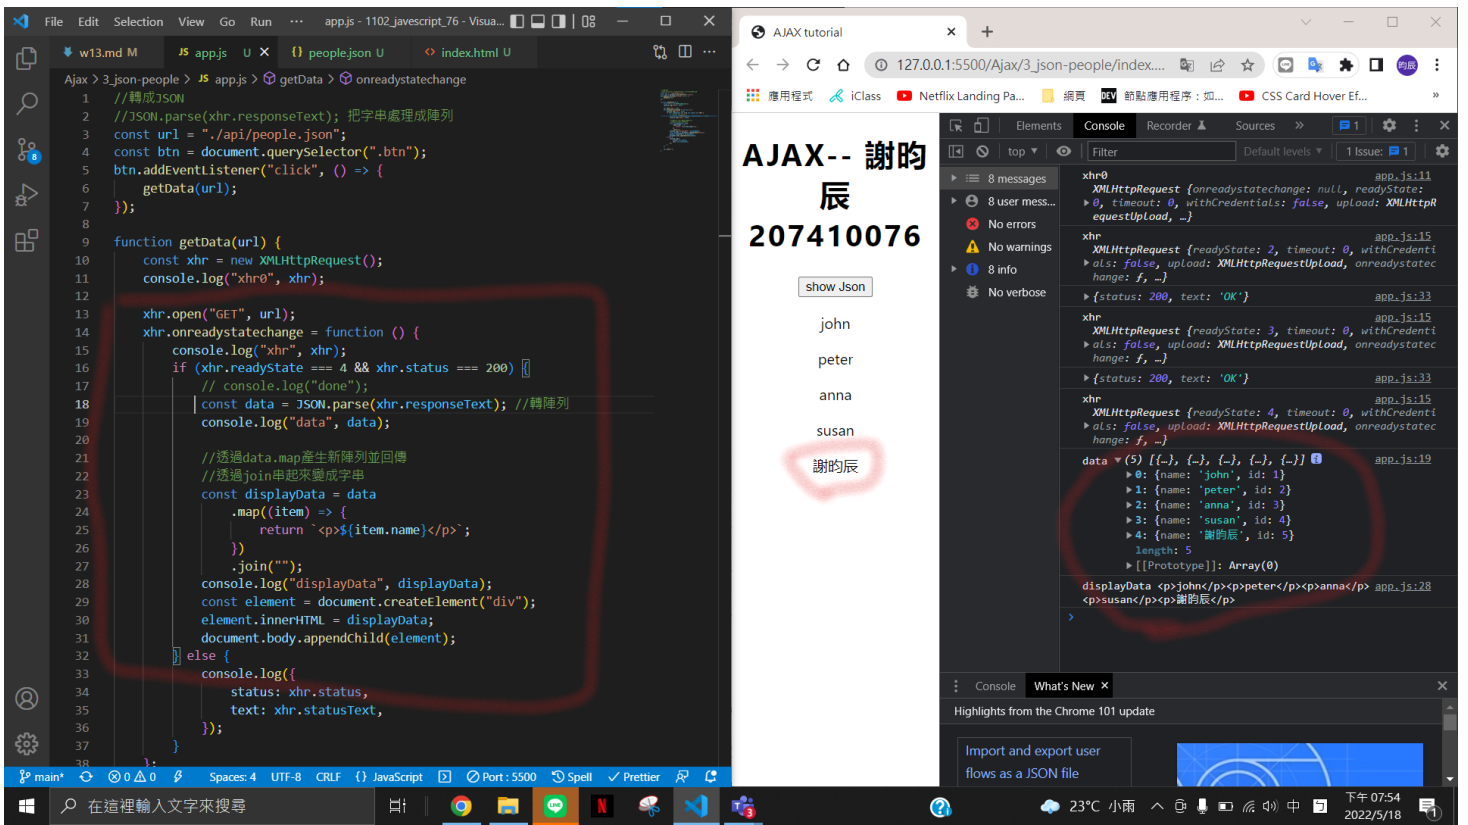 File Edit Selection View Go Run ··· app.js - 1102_javescript_76 - Visua...
w13.md M JS app.js U {} people.json U <> index.html U
Ajax > 3_json-people > JS app.js > getData > onreadystatechange
1 //轉成JSON
2 //JSON.parse(xhr.responseText); 把字串處理成陣列
3 const url = "./api/people.json";
4 const btn = document.querySelector(".btn");
5 btn.addEventListener("click", () => {
6 getData(url);
7 });
8
9 function getData(url) {
10 const xhr = new XMLHttpRequest();
11 console.log("xhr0", xhr);
12
13 xhr.open("GET", url);
14 xhr.onreadystatechange = function () {
15 console.log("xhr", xhr);
16 if (xhr.readyState === 4 && xhr.status === 200) {
17 // console.log("done");
18 const data = JSON.parse(xhr.responseText); //轉陣列
19 console.log("data", data);
20
21 //透過data.map產生新陣列並回傳
22 //透過join串起來變成字串
23 const displayData = data
24 .map((item) => {
25 return `<p>${item.name}</p>`;
26 })
27 .join("");
28 console.log("displayData", displayData);
29 const element = document.createElement("div");
30 element.innerHTML = displayData;
31 document.body.appendChild(element);
32 } else {
33 console.log({
34 status: xhr.status,
35 text: xhr.statusText,
36 });
37 }
38 };
8
main* 0 0 Spaces: 4 UTF-8 CRLF {} JavaScript Port : 5500 Spell Prettier
AJAX tutorial
127.0.0.1:5500/Ajax/3_json-people/index.... 昀辰
應用程式 iClass Netflix Landing Pa... 網頁 DEV 節點應用程序：如... CSS Card Hover Ef... »
AJAX-- 謝昀
辰
207410076
show Json
john
peter
anna
susan
謝昀辰
Elements Console Recorder Sources » 1
top Filter Default levels 1 Issue: 1
8 messages
8 user mess...
No errors
No warnings
8 info
No verbose
xhr0 app.js:11
XMLHttpRequest {onreadystatechange: null, readyState:
0, timeout: 0, withCredentials: false, upload: XMLHttpR
equestUpload, …}
xhr app.js:15
XMLHttpRequest {readyState: 2, timeout: 0, withCredenti
als: false, upload: XMLHttpRequestUpload, onreadystatec
hange: ƒ, …}
{status: 200, text: 'OK'} app.js:33
xhr app.js:15
XMLHttpRequest {readyState: 3, timeout: 0, withCredenti
als: false, upload: XMLHttpRequestUpload, onreadystatec
hange: ƒ, …}
{status: 200, text: 'OK'} app.js:33
xhr app.js:15
XMLHttpRequest {readyState: 4, timeout: 0, withCredenti
als: false, upload: XMLHttpRequestUpload, onreadystatec
hange: ƒ, …}
data (5) [{…}, {…}, {…}, {…}, {…}] app.js:19
0: {name: 'john', id: 1}
1: {name: 'peter', id: 2}
2: {name: 'anna', id: 3}
3: {name: 'susan', id: 4}
4: {name: '謝昀辰', id: 5}
length: 5
[[Prototype]]: Array(0)
displayData <p>john</p><p>peter</p><p>anna</p> app.js:28
<p>susan</p><p>謝昀辰</p>
Console What's New
Highlights from the Chrome 101 update
Import and export user
flows as a JSON file
在這裡輸入文字來搜尋
3
23°C 小雨 中
下午 07:54
2022/5/18
1